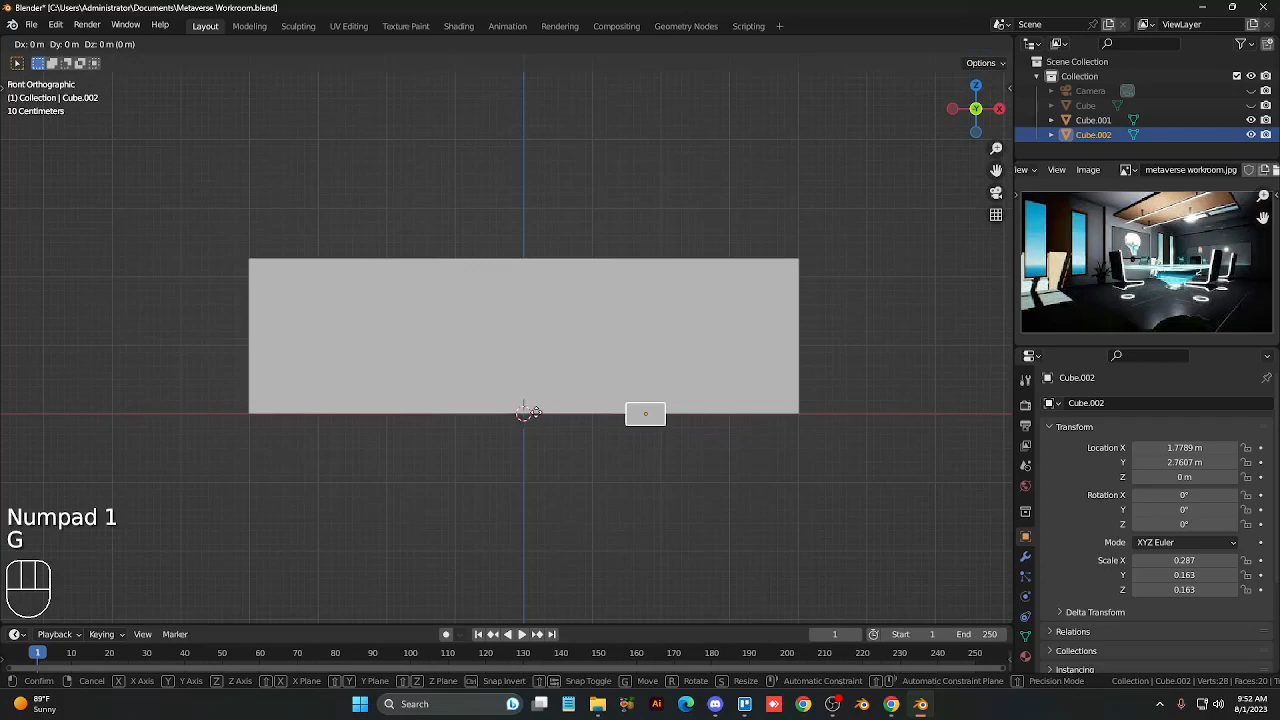 Blender* [C:\Users\Administrator\Documents\Metaverse Workroom.blend]
File Edit Render Window Help Layout Modeling Sculpting UV Editing Texture Paint Shading Animation Rendering Compositing Geometry Nodes Scripting + Scene ViewLayer
Dx: 0 m Dy: 0 m Dz: 0 m (0 m)
Options
Front Orthographic
(1) Collection | Cube.002
10 Centimeters
Z
Y
X
Scene Collection
Collection
Camera
Cube
Cube.001
Cube.002
View Image metaverse workroom.jpg
Cube.002
Cube.002
Transform
Location X 1.7789 m
Y 2.7607 m
Z 0 m
Rotation X 0°
Y 0°
Z 0°
Mode XYZ Euler
Scale X 0.287
Y 0.163
Z 0.163
Delta Transform
Relations
Collections
Instancing
Numpad 1
G
Playback Keying View Marker 1 Start 1 End 250
1 10 20 30 40 50 60 70 80 90 100 110 120 130 140 150 160 170 180 190 200 210 220 230 240 250
Confirm Cancel X X Axis Y Y Axis Z Z Axis X X Plane Y Y Plane Z Z Plane Snap Invert Snap Toggle G Move R Rotate S Resize Automatic Constraint Automatic Constraint Plane Precision Mode Collection | Cube.002 | Verts:28 | Faces:20 | Tr
89°F
Sunny
Search
9:52 AM
8/1/2023